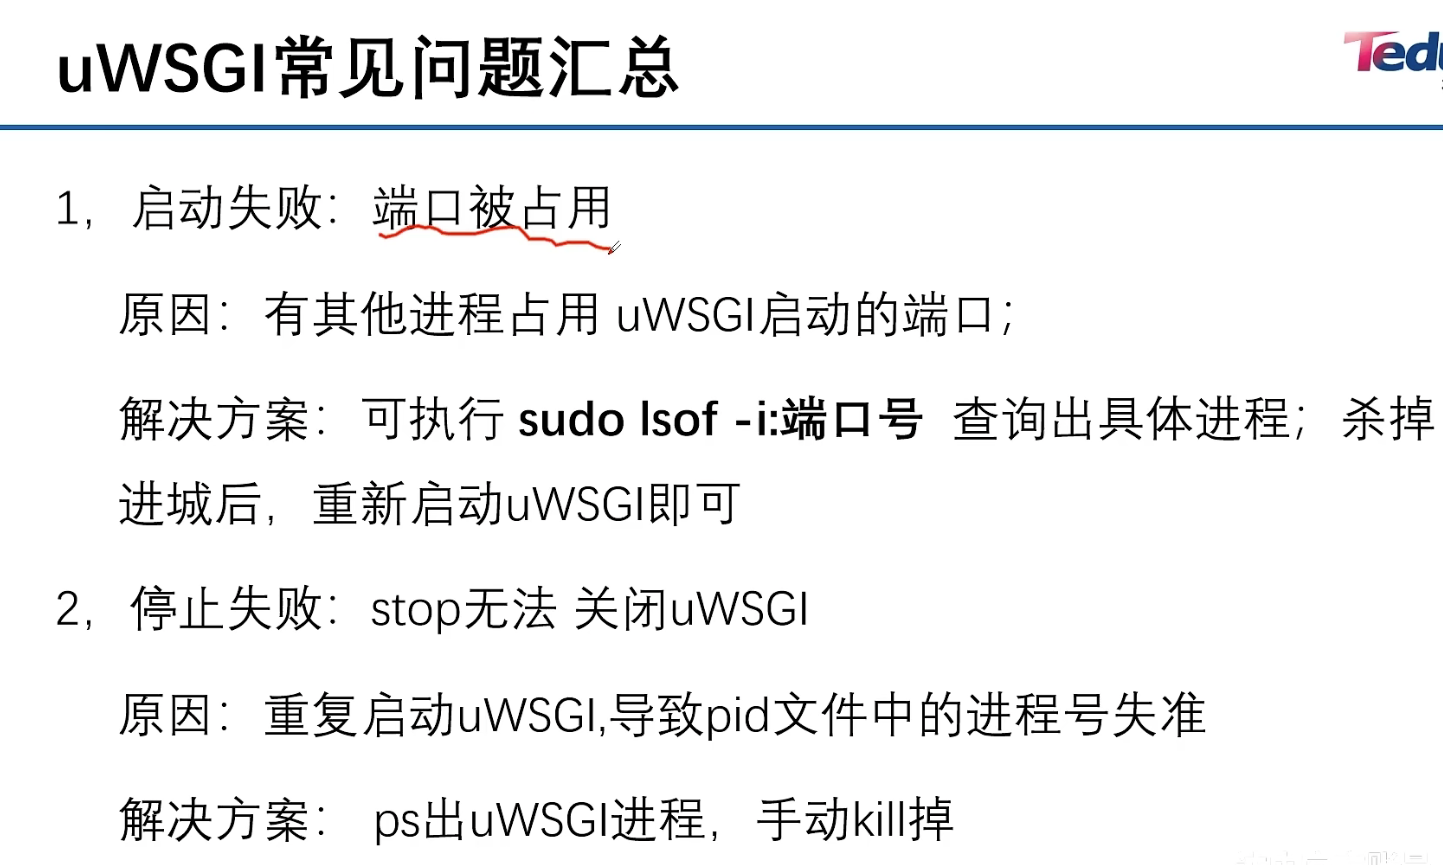 uWSGI常见问题汇总
Ted
1，启动失败：端口被占用
原因：有其他进程占用 uWSGI启动的端口；
解决方案：可执行 sudo lsof -i:端口号 查询出具体进程；杀掉
进城后，重新启动uWSGI即可
2，停止失败：stop无法 关闭uWSGI
原因：重复启动uWSGI,导致pid文件中的进程号失准
解决方案： ps出uWSGI进程，手动kill掉